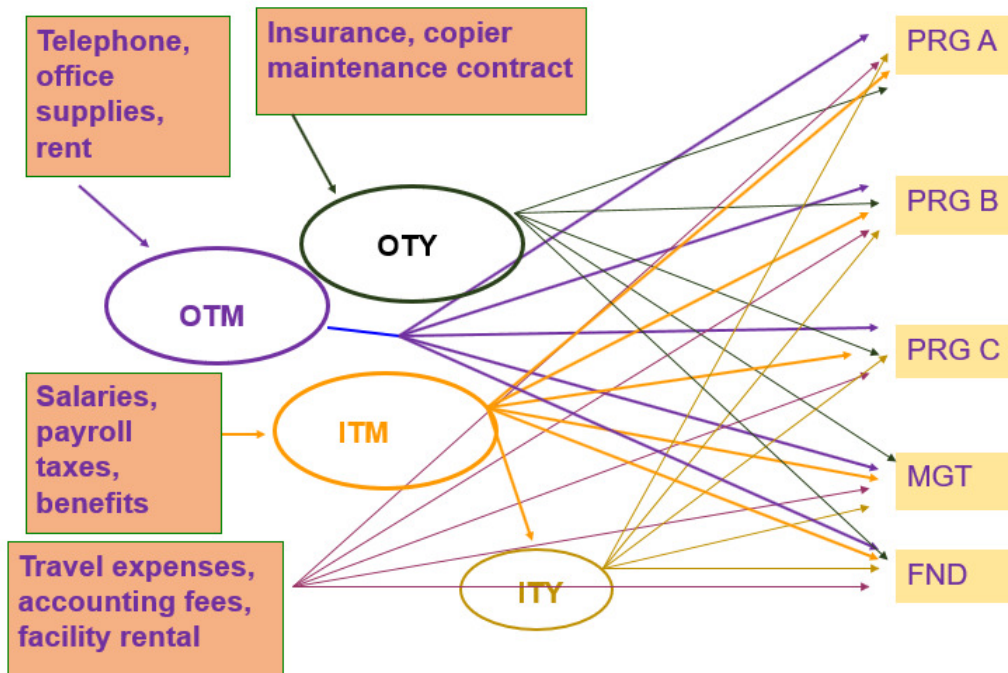 Telephone,
office
supplies,
rent
Insurance, copier
maintenance contract
PRG A
PRG B
OTY
OTM
PRG C
Salaries,
payroll
taxes,
benefits
ITM
MGT
Travel expenses,
accounting fees,
facility rental
ITY
FND